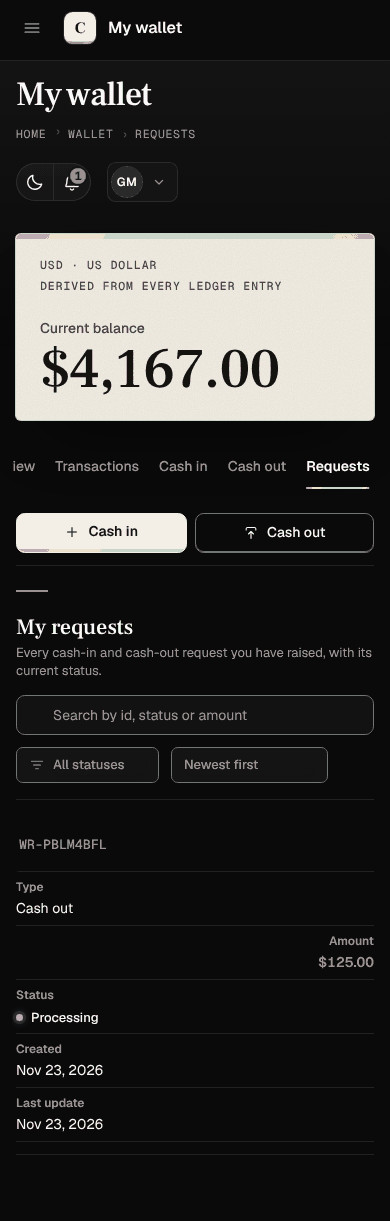 C My wallet
My wallet
HOME › WALLET › REQUESTS
1 GM
USD · US DOLLAR
DERIVED FROM EVERY LEDGER ENTRY
Current balance
$4,167.00
iew Transactions Cash in Cash out Requests
+ Cash in Cash out
My requests
Every cash-in and cash-out request you have raised, with its
current status.
Search by id, status or amount
All statuses Newest first
WR-PBLM4BFL
Type
Cash out
Amount
$125.00
Status
Processing
Created
Nov 23, 2026
Last update
Nov 23, 2026